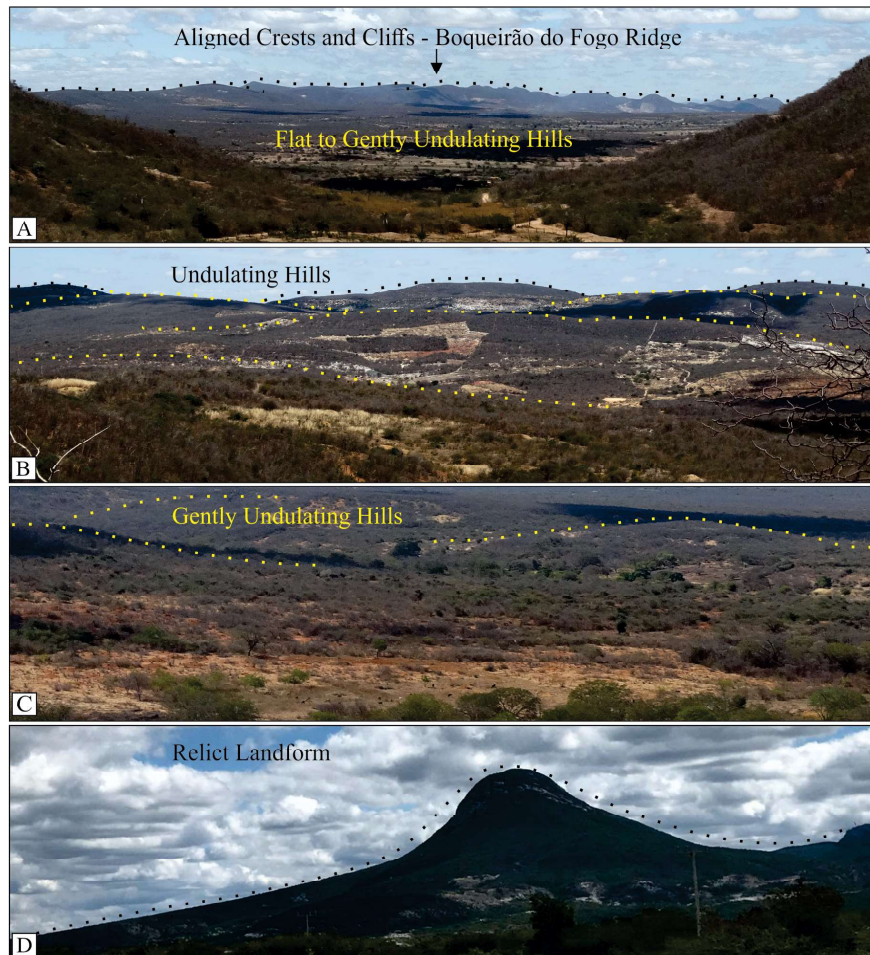 Aligned Crests and Cliffs - Boqueirão do Fogo Ridge
Flat to Gently Undulating Hills
A
Undulating Hills
B
Gently Undulating Hills
C
Relict Landform
D